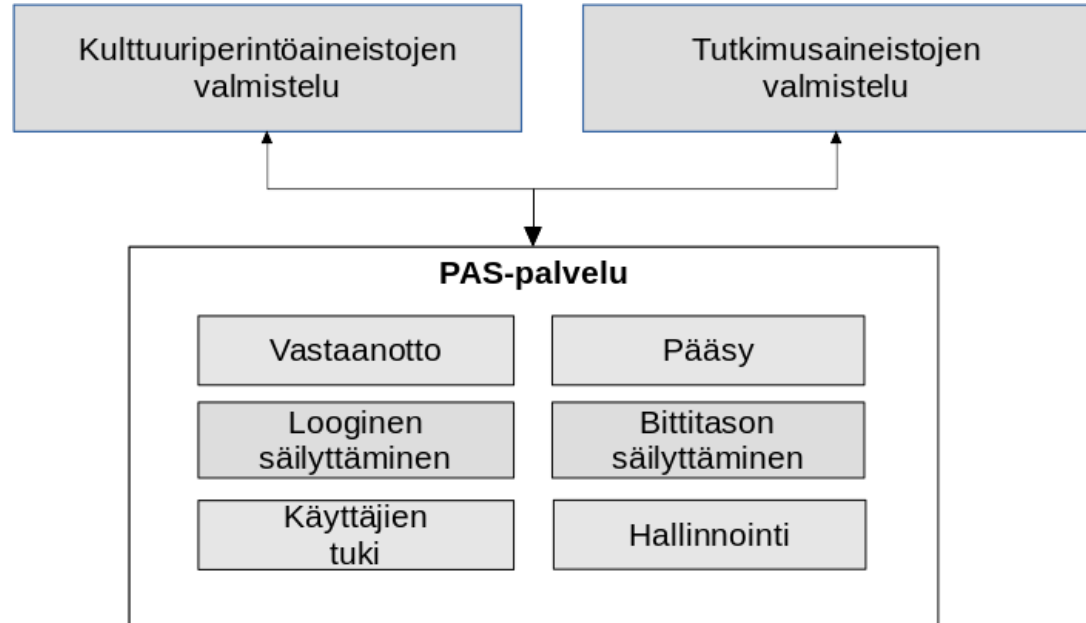 Kulttuuriperintöaineistojen
valmistelu
Tutkimusaineistojen
valmistelu
PAS-palvelu
Vastaanotto
Pääsy
Looginen
säilyttäminen
Bittitason
säilyttäminen
Käyttäjien
tuki
Hallinnointi